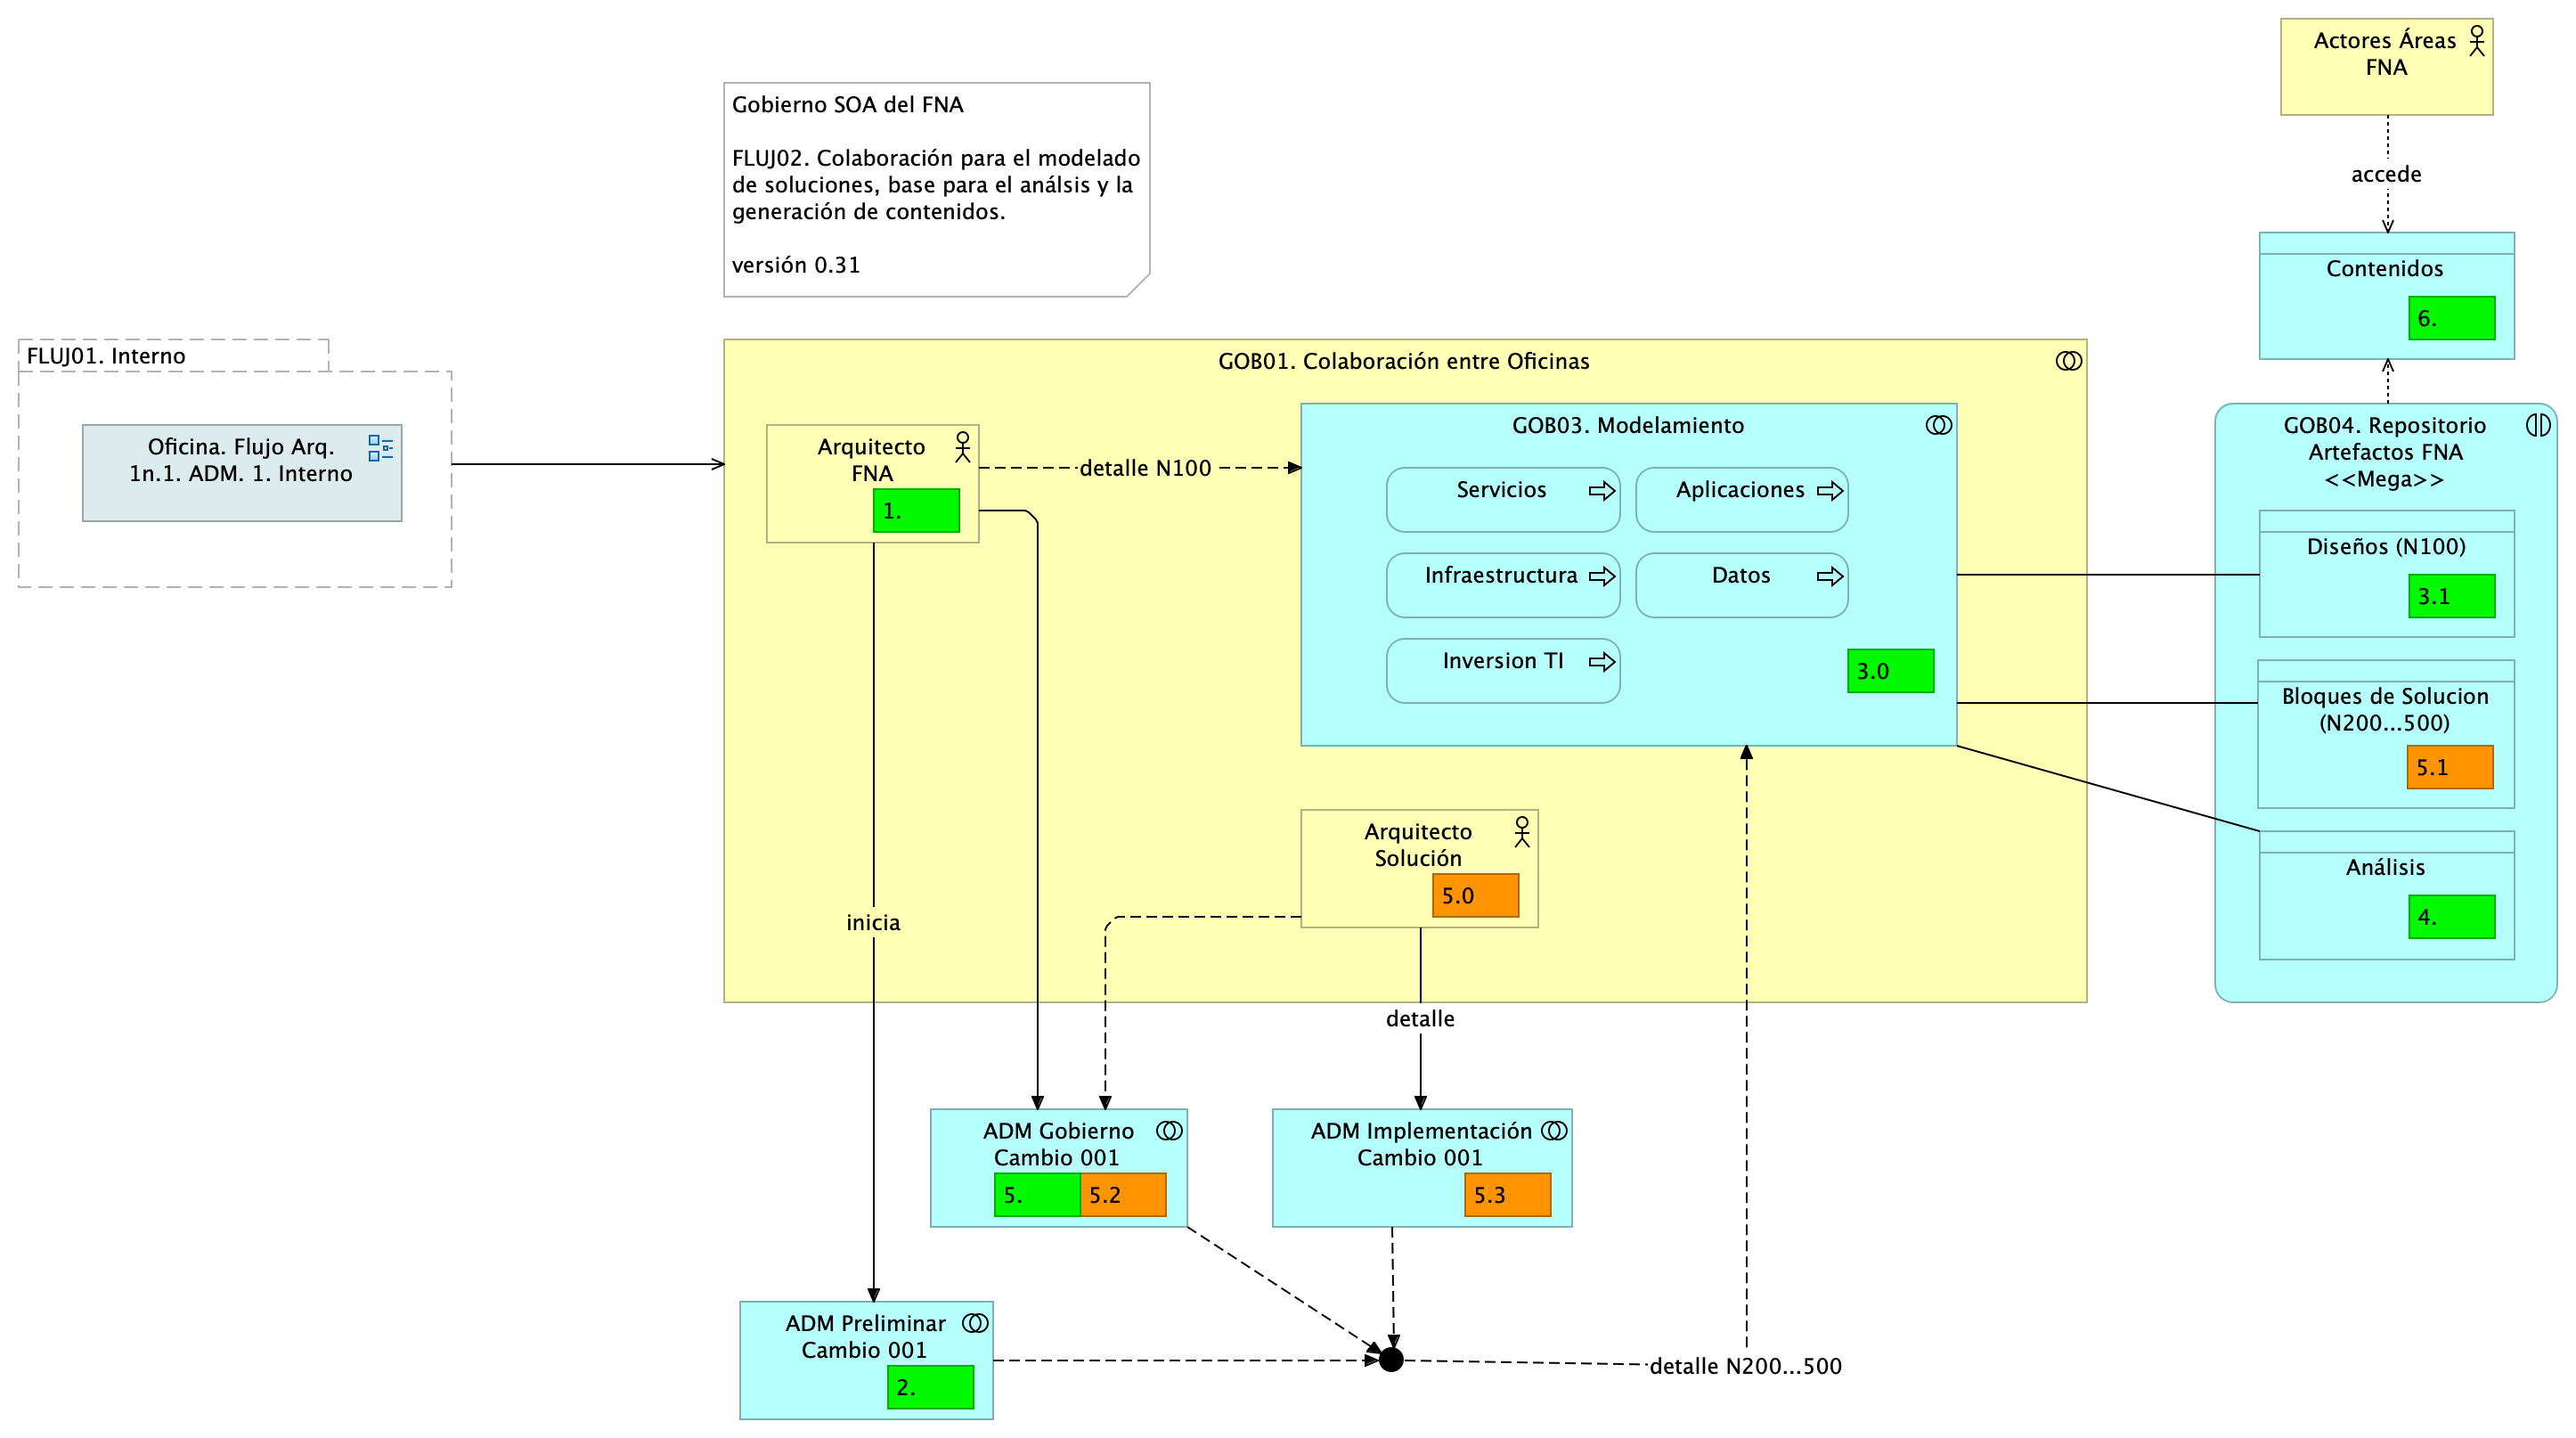 Actores Áreas
FNA
accede
Contenidos
6.
Gobierno SOA del FNA
FLUJ02. Colaboración para el modelado
de soluciones, base para el análsis y la
generación de contenidos.
versión 0.31
FLUJ01. Interno
Oficina. Flujo Arq.
1n.1. ADM. 1. Interno
GOB01. Colaboración entre Oficinas
Arquitecto
FNA
1.
detalle N100
GOB03. Modelamiento
Servicios
Aplicaciones
Infraestructura
Datos
Inversion TI
3.0
GOB04. Repositorio
Artefactos FNA
<<Mega>>
Diseños (N100)
3.1
Bloques de Solucion
(N200...500)
5.1
Análisis
4.
Arquitecto
Solución
5.0
inicia
detalle
ADM Gobierno
Cambio 001
5.
5.2
ADM Implementación
Cambio 001
5.3
ADM Preliminar
Cambio 001
2.
detalle N200...500